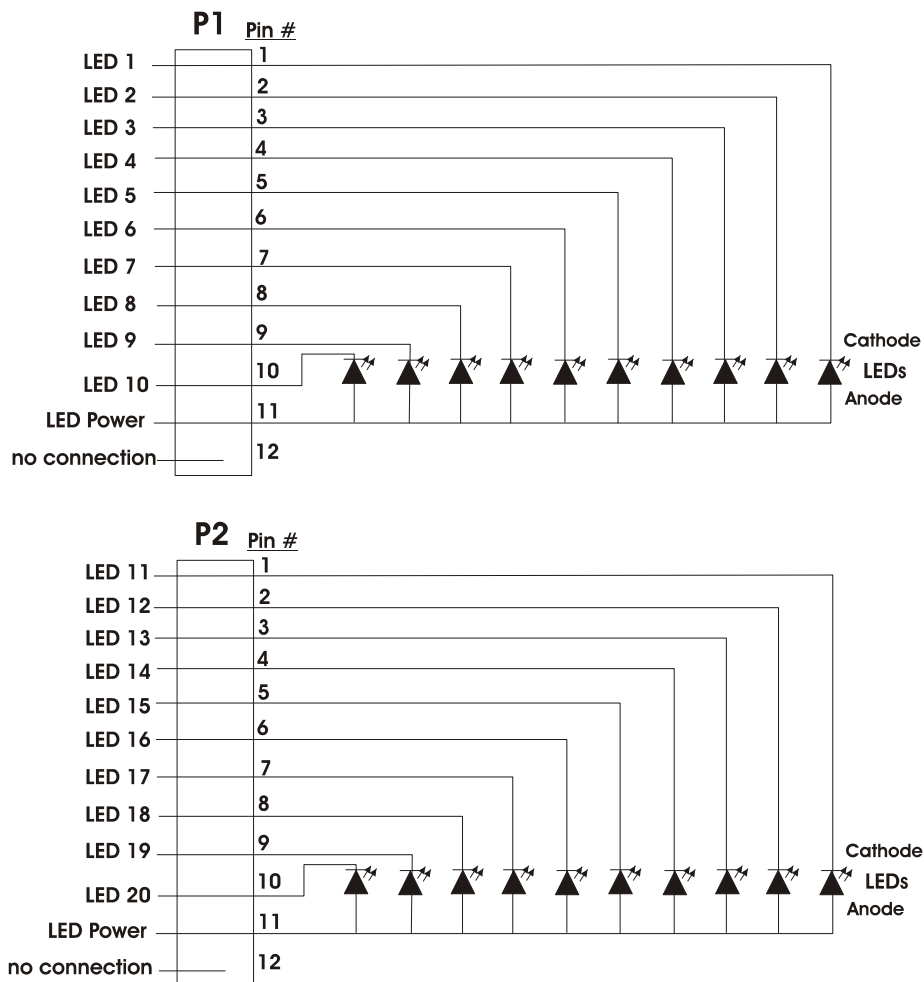 P1 Pin #
LED 1 1
LED 2 2
LED 3 3
LED 4 4
LED 5 5
LED 6 6
LED 7 7
LED 8 8
LED 9 9
Cathode
LED 10 10
LEDs
Anode
LED Power 11
no connection 12
P2 Pin #
LED 11 1
LED 12 2
LED 13 3
LED 14 4
LED 15 5
LED 16 6
LED 17 7
LED 18 8
LED 19 9
Cathode
LED 20 10
LEDs
Anode
LED Power 11
no connection 12